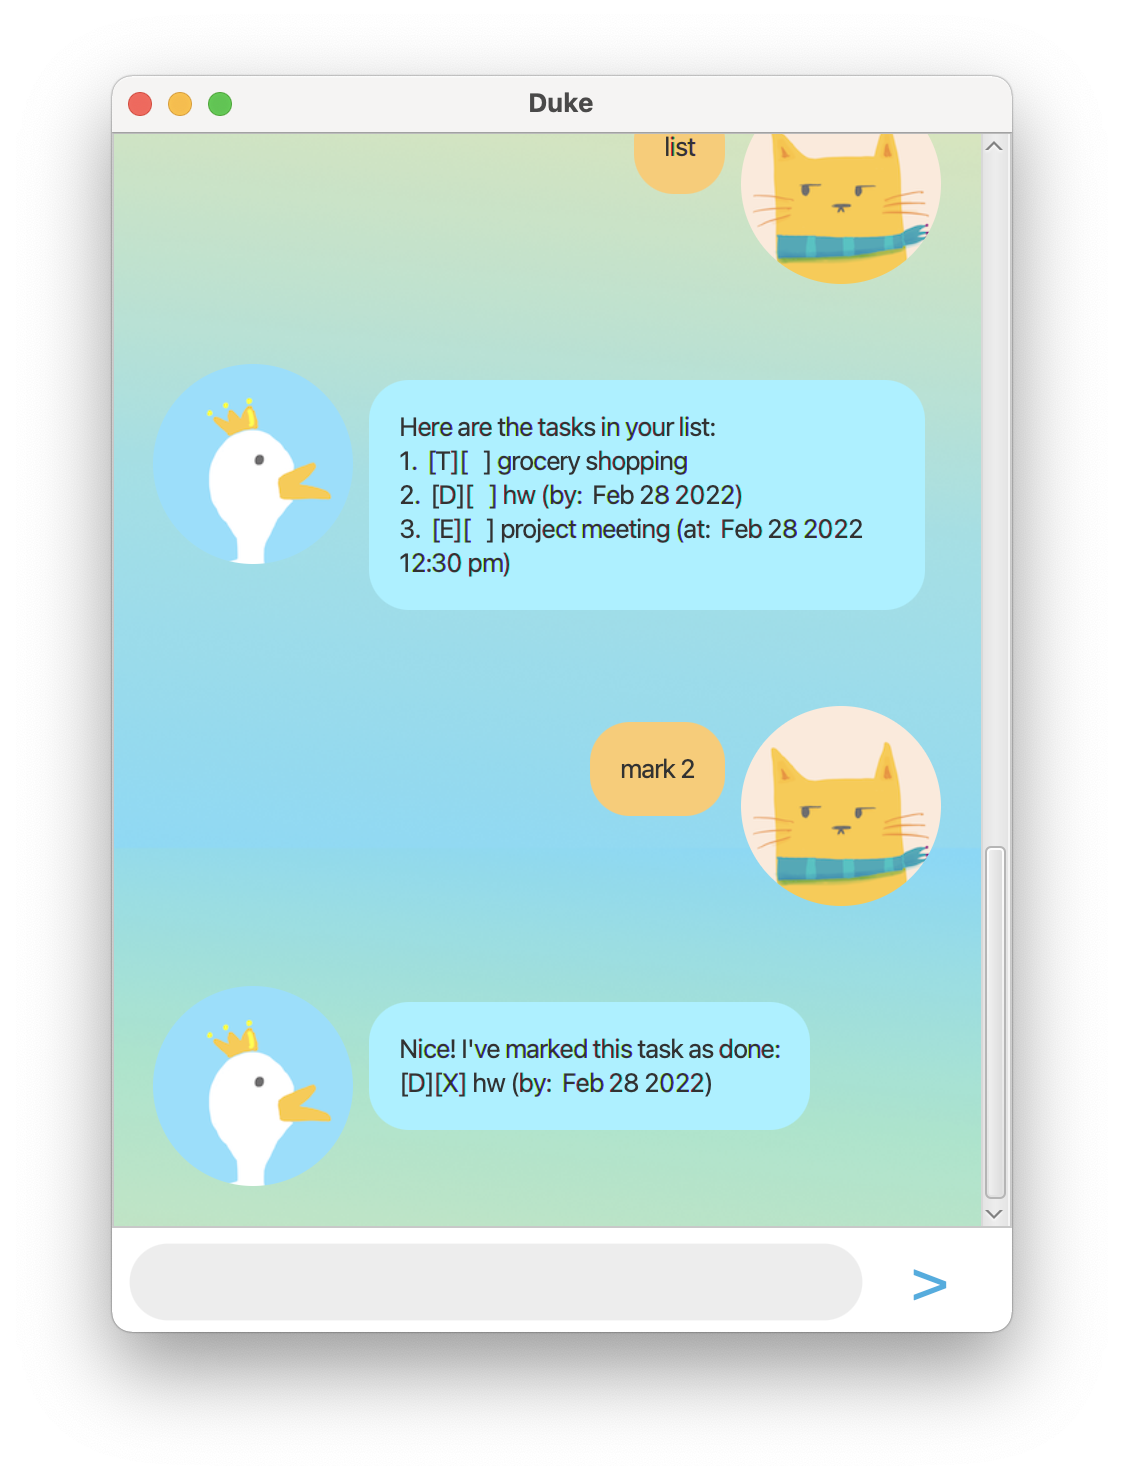 Duke
list
Here are the tasks in your list:
1. [T][ ] grocery shopping
2. [D][ ] hw (by: Feb 28 2022)
3. [E][ ] project meeting (at: Feb 28 2022
12:30 pm)
mark 2
Nice! I've marked this task as done:
[D][X] hw (by: Feb 28 2022)
>